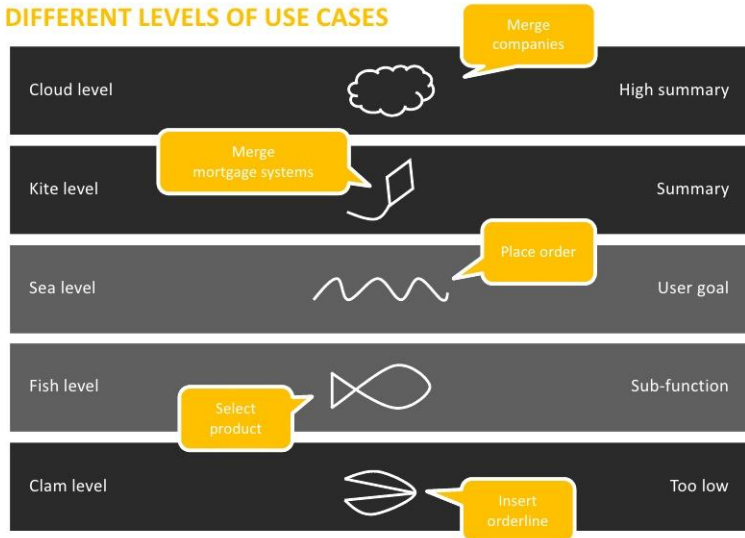 DIFFERENT LEVELS OF USE CASES
Merge
companies
Cloud level
High summary
Merge
mortgage systems
Kite level
Summary
Place order
Sea level
User goal
Fish level
Sub-function
Select
product
Clam level
Too low
Insert
orderline